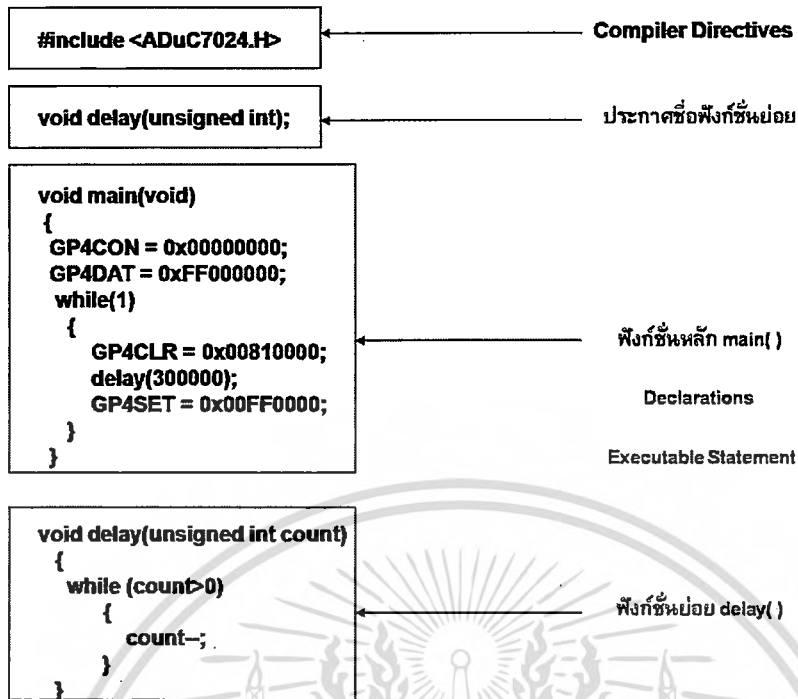 #include <ADuC7024.H>
Compiler Directives
void delay(unsigned int);
ประกาศชื่อฟังก์ชั่นย่อย
void main(void)
{
GP4CON = 0x00000000;
GP4DAT = 0xFF000000;
while(1)
{
GP4CLR = 0x00810000;
delay(300000);
GP4SET = 0x00FF0000;
}
}
ฟังก์ชั่นหลัก main( )
Declarations
Executable Statement
void delay(unsigned int count)
{
while (count>0)
{
count--;
}
}
ฟังก์ชั่นย่อย delay( )